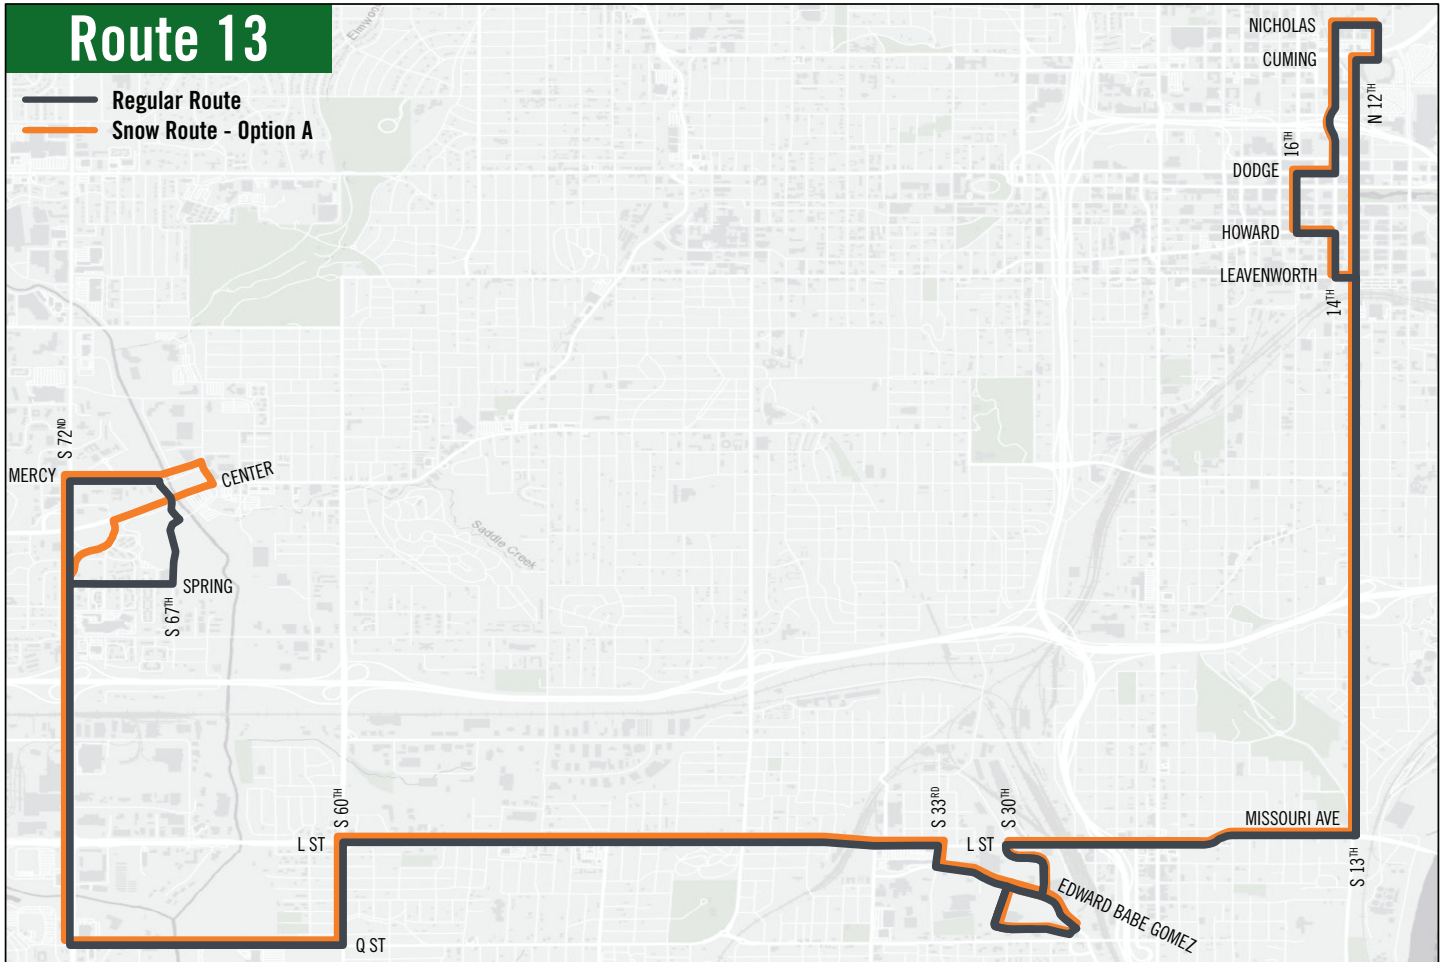 Route 13
Elmwood
Regular Route
Snow Route - Option A
NICHOLAS
CUMING
N 12TH
16TH
DODGE
HOWARD
LEAVENWORTH
14TH
S 72ND
MERCY
CENTER
Saddle Creek
SPRING
S 67TH
S 60TH
S 33RD
S 30TH
MISSOURI AVE
L ST
L ST
S 13TH
EDWARD BABE GOMEZ
Q ST